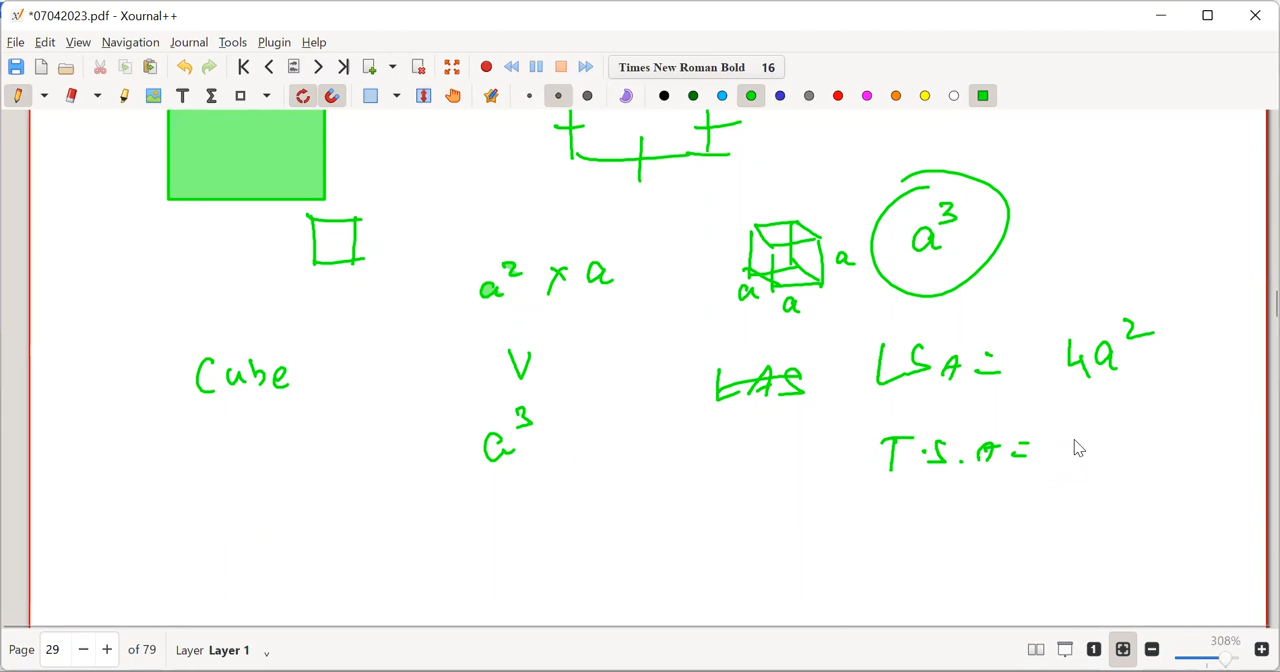 *07042023.pdf - Xournal++
File Edit View Navigation Journal Tools Plugin Help
Times New Roman Bold 16
a³
a² × a
a
a
a
Cube
V
LAS
LSA = 4a²
a³
T.S.A =
Page 29 of 79 Layer Layer 1
308%